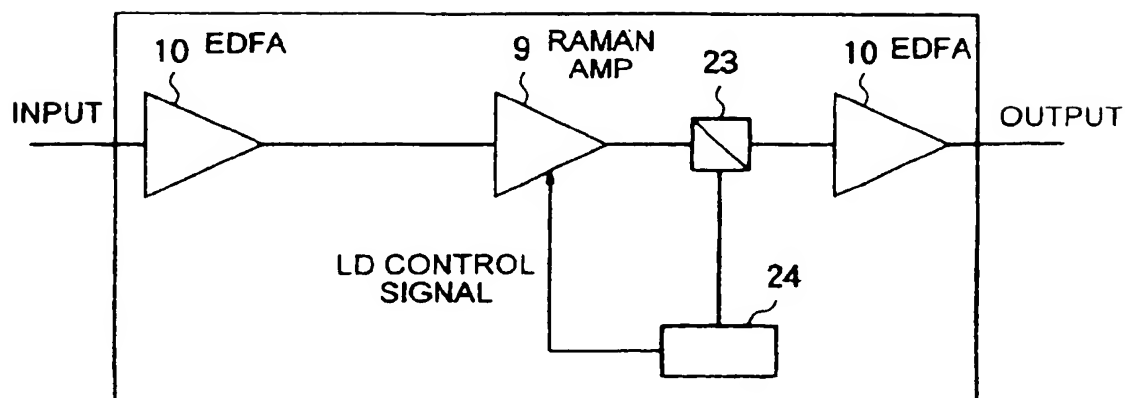 10 EDFA
9 RAMAN
AMP
23
10 EDFA
INPUT
OUTPUT
LD CONTROL
SIGNAL
24